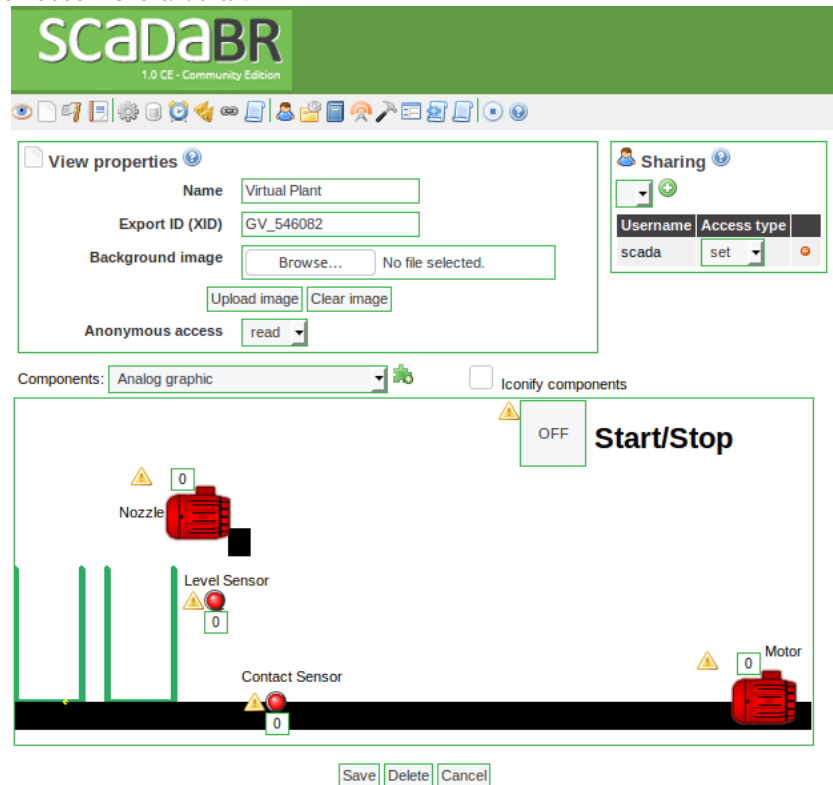 scadaBR
1.0 CE - Community Edition
View properties
Name Virtual Plant
Export ID (XID) GV_546082
Background image Browse... No file selected.
Upload image Clear image
Anonymous access read
Sharing
Username Access type
scada set
Components: Analog graphic Iconify components
OFF Start/Stop
0
Nozzle
Level Sensor
0
Motor
0
Contact Sensor
0
Save Delete Cancel